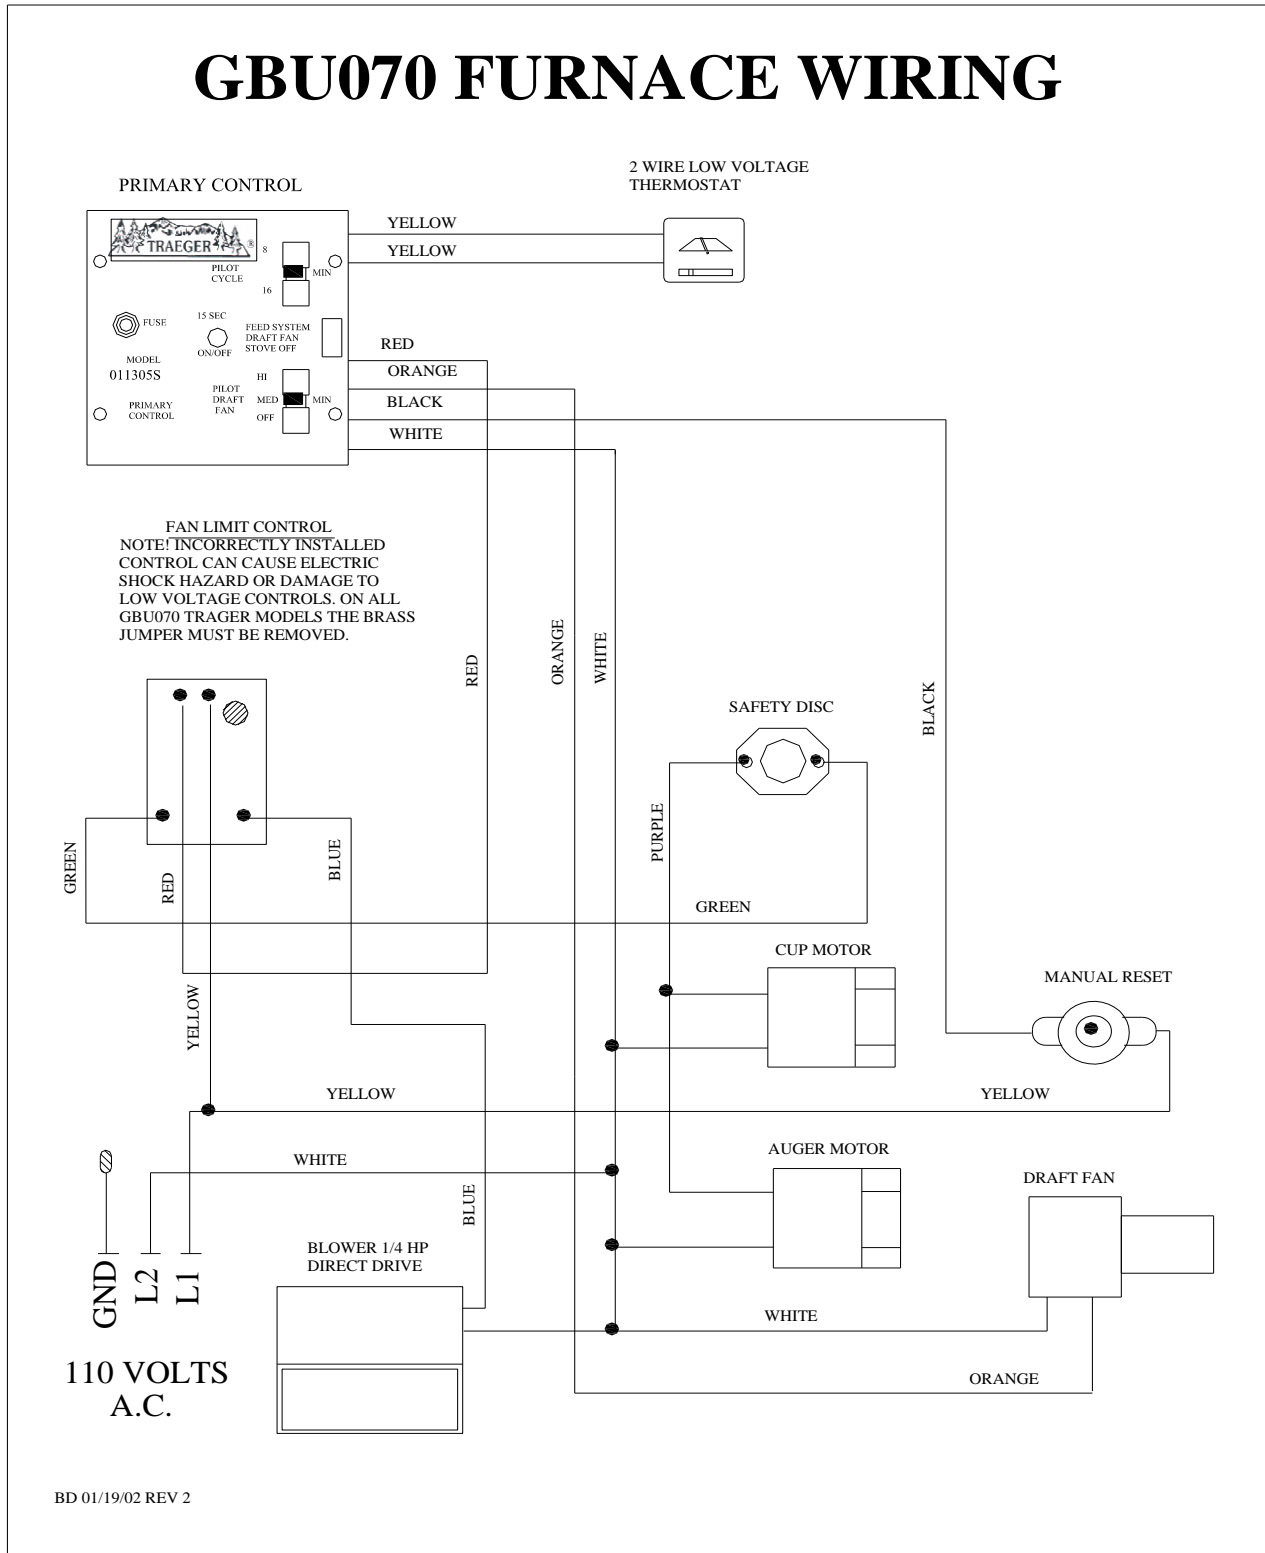 GBU070 FURNACE WIRING
2 WIRE LOW VOLTAGE
THERMOSTAT
PRIMARY CONTROL
TRAEGER ®
8
PILOT
CYCLE
MIN
16
YELLOW
YELLOW
FUSE
15 SEC
ON/OFF
FEED SYSTEM
DRAFT FAN
STOVE OFF
MODEL
011305S
HI
PILOT
DRAFT
FAN
MED
MIN
OFF
PRIMARY
CONTROL
RED
ORANGE
BLACK
WHITE
FAN LIMIT CONTROL
NOTE! INCORRECTLY INSTALLED
CONTROL CAN CAUSE ELECTRIC
SHOCK HAZARD OR DAMAGE TO
LOW VOLTAGE CONTROLS. ON ALL
GBU070 TRAGER MODELS THE BRASS
JUMPER MUST BE REMOVED.
RED
ORANGE
WHITE
BLACK
SAFETY DISC
PURPLE
GREEN
RED
BLUE
GREEN
CUP MOTOR
MANUAL RESET
YELLOW
YELLOW
YELLOW
WHITE
AUGER MOTOR
DRAFT FAN
BLUE
BLOWER 1/4 HP
DIRECT DRIVE
GND
L2
L1
WHITE
110 VOLTS
A.C.
ORANGE
BD 01/19/02 REV 2